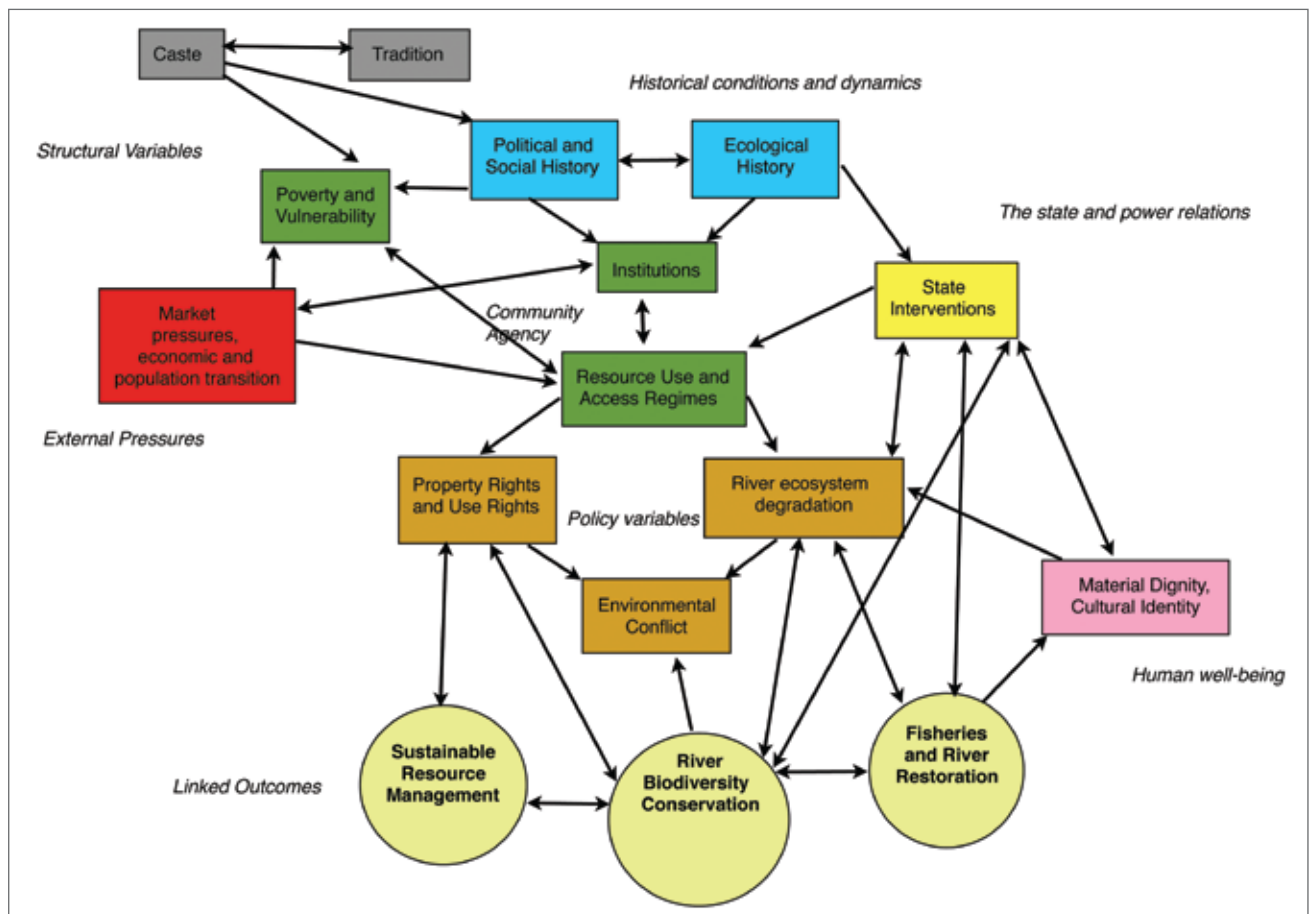 Caste
Tradition
Historical conditions and dynamics
Structural Variables
Political and
Social History
Ecological
History
Poverty and
Vulnerability
The state and power relations
Institutions
State
Interventions
Market
pressures,
economic and
population transition
Community
Agency
Resource Use and
Access Regimes
External Pressures
Property Rights
and Use Rights
Policy variables
River ecosystem
degradation
Environmental
Conflict
Material Dignity,
Cultural Identity
Human well-being
Linked Outcomes
Sustainable
Resource
Management
River
Biodiversity
Conservation
Fisheries
and River
Restoration